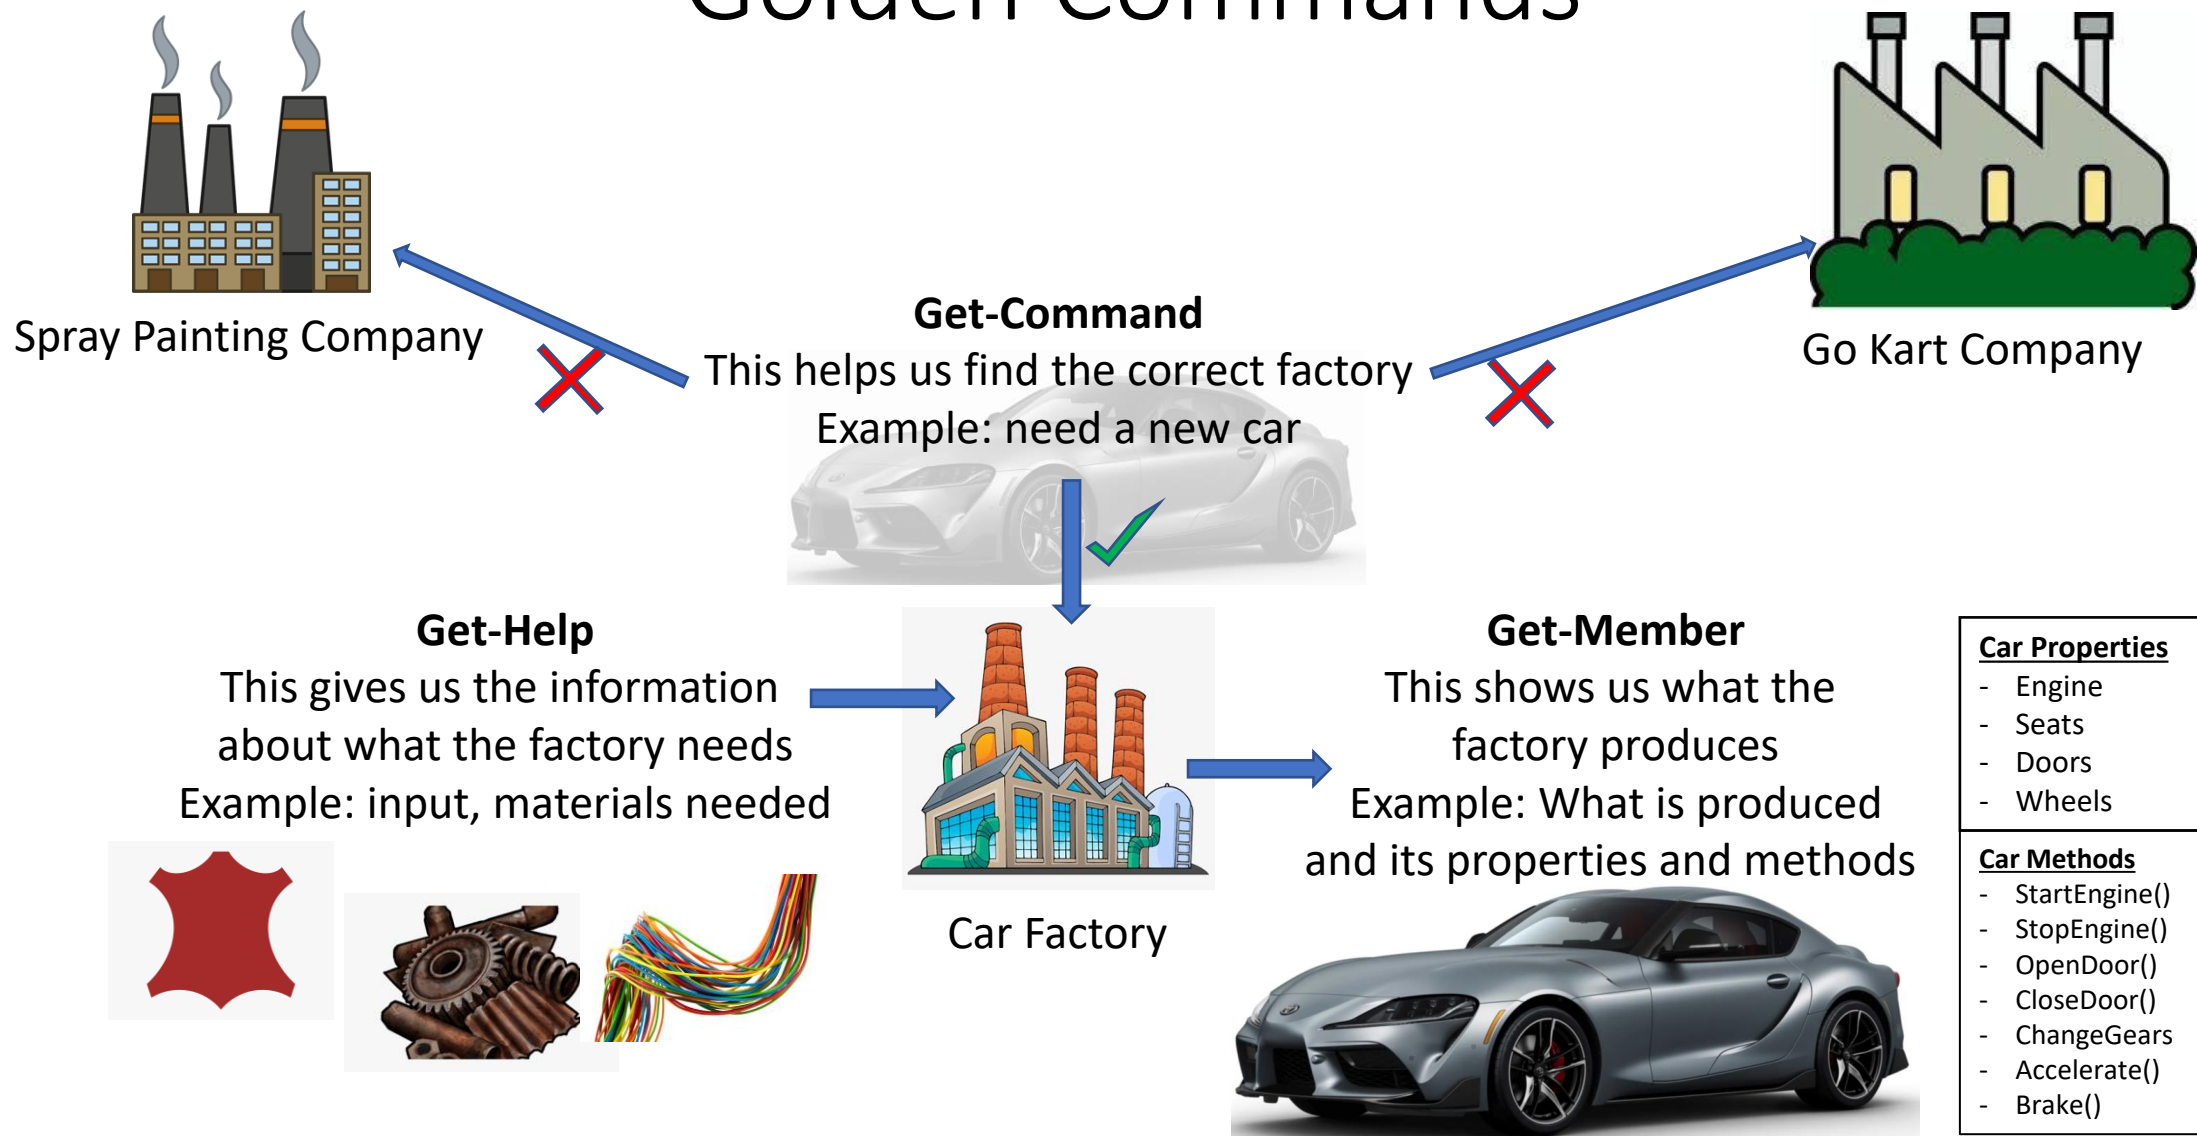 Golden Commands
Spray Painting Company
Go Kart Company
Get-Command
This helps us find the correct factory
Example: need a new car
Get-Help
This gives us the information
about what the factory needs
Example: input, materials needed
Car Factory
Get-Member
This shows us what the
factory produces
Example: What is produced
and its properties and methods
Car Properties
- Engine
- Seats
- Doors
- Wheels
Car Methods
- StartEngine()
- StopEngine()
- OpenDoor()
- CloseDoor()
- ChangeGears
- Accelerate()
- Brake()